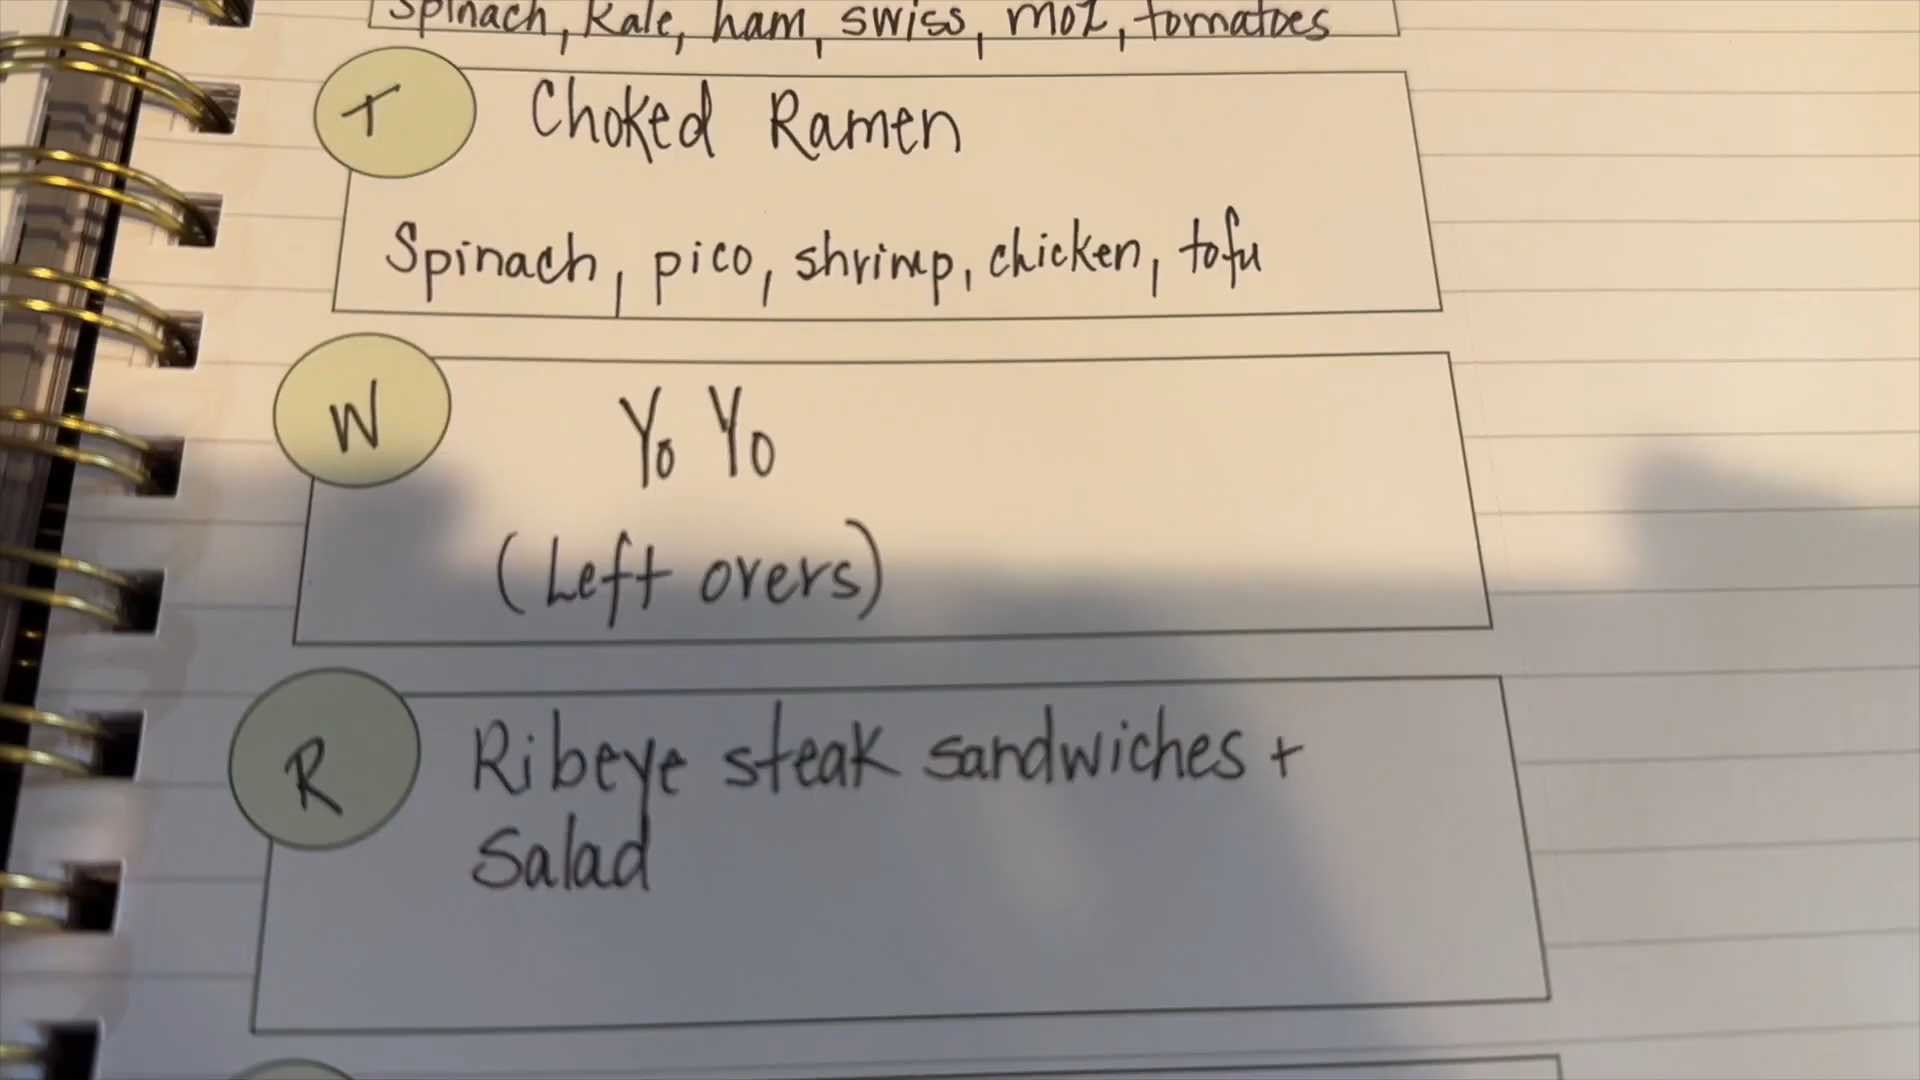 Spinach, Kale, ham, swiss, moz, tomatoes
T
Choked Ramen
Spinach, pico, shrimp, chicken, tofu
W
Yo Yo
(Left overs)
R
Ribeye steak sandwiches +
Salad